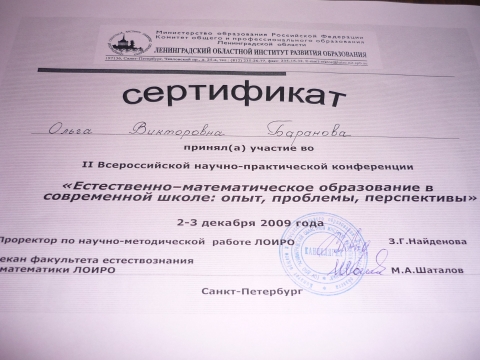 Министерство образования Российской Федерации
Комитет общего и профессионального образования
Ленинградской области
ЛЕНИНГРАДСКИЙ ОБЛАСТНОЙ ИНСТИТУТ РАЗВИТИЯ ОБРАЗОВАНИЯ
сертификат
Ольга Викторовна Баранова
принял(а) участие во
II Всероссийской научно-практической конференции
«Естественно-математическое образование в
современной школе: опыт, проблемы, перспективы»
2-3 декабря 2009 года
Проректор по научно-методической работе ЛОИРО З.Г.Найденова
декан факультета естествознания
математики ЛОИРО М.А.Шаталов
Санкт-Петербург